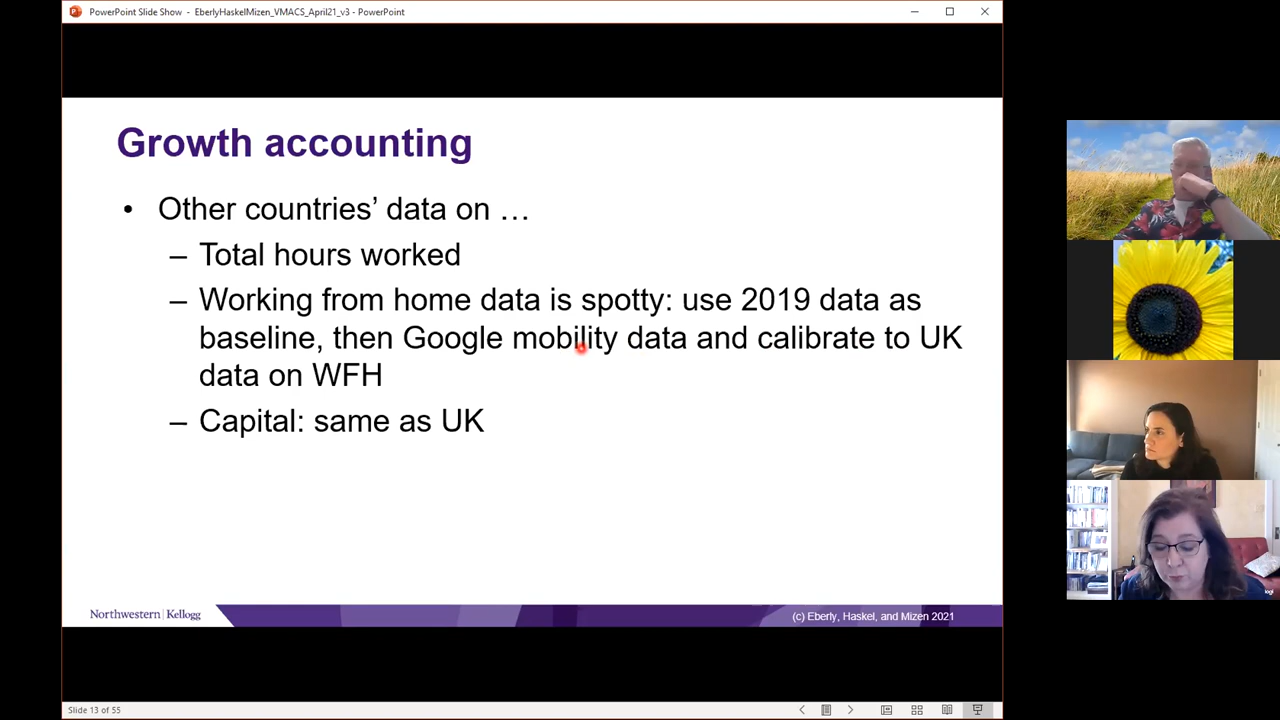 PowerPoint Slide Show - EberlyHaskelMizen_VMACS_April21_v3 - PowerPoint
Growth accounting
• Other countries’ data on …
– Total hours worked
– Working from home data is spotty: use 2019 data as
baseline, then Google mobility data and calibrate to UK
data on WFH
– Capital: same as UK
Northwestern | Kellogg
(c) Eberly, Haskel, and Mizen 2021
Slide 13 of 55